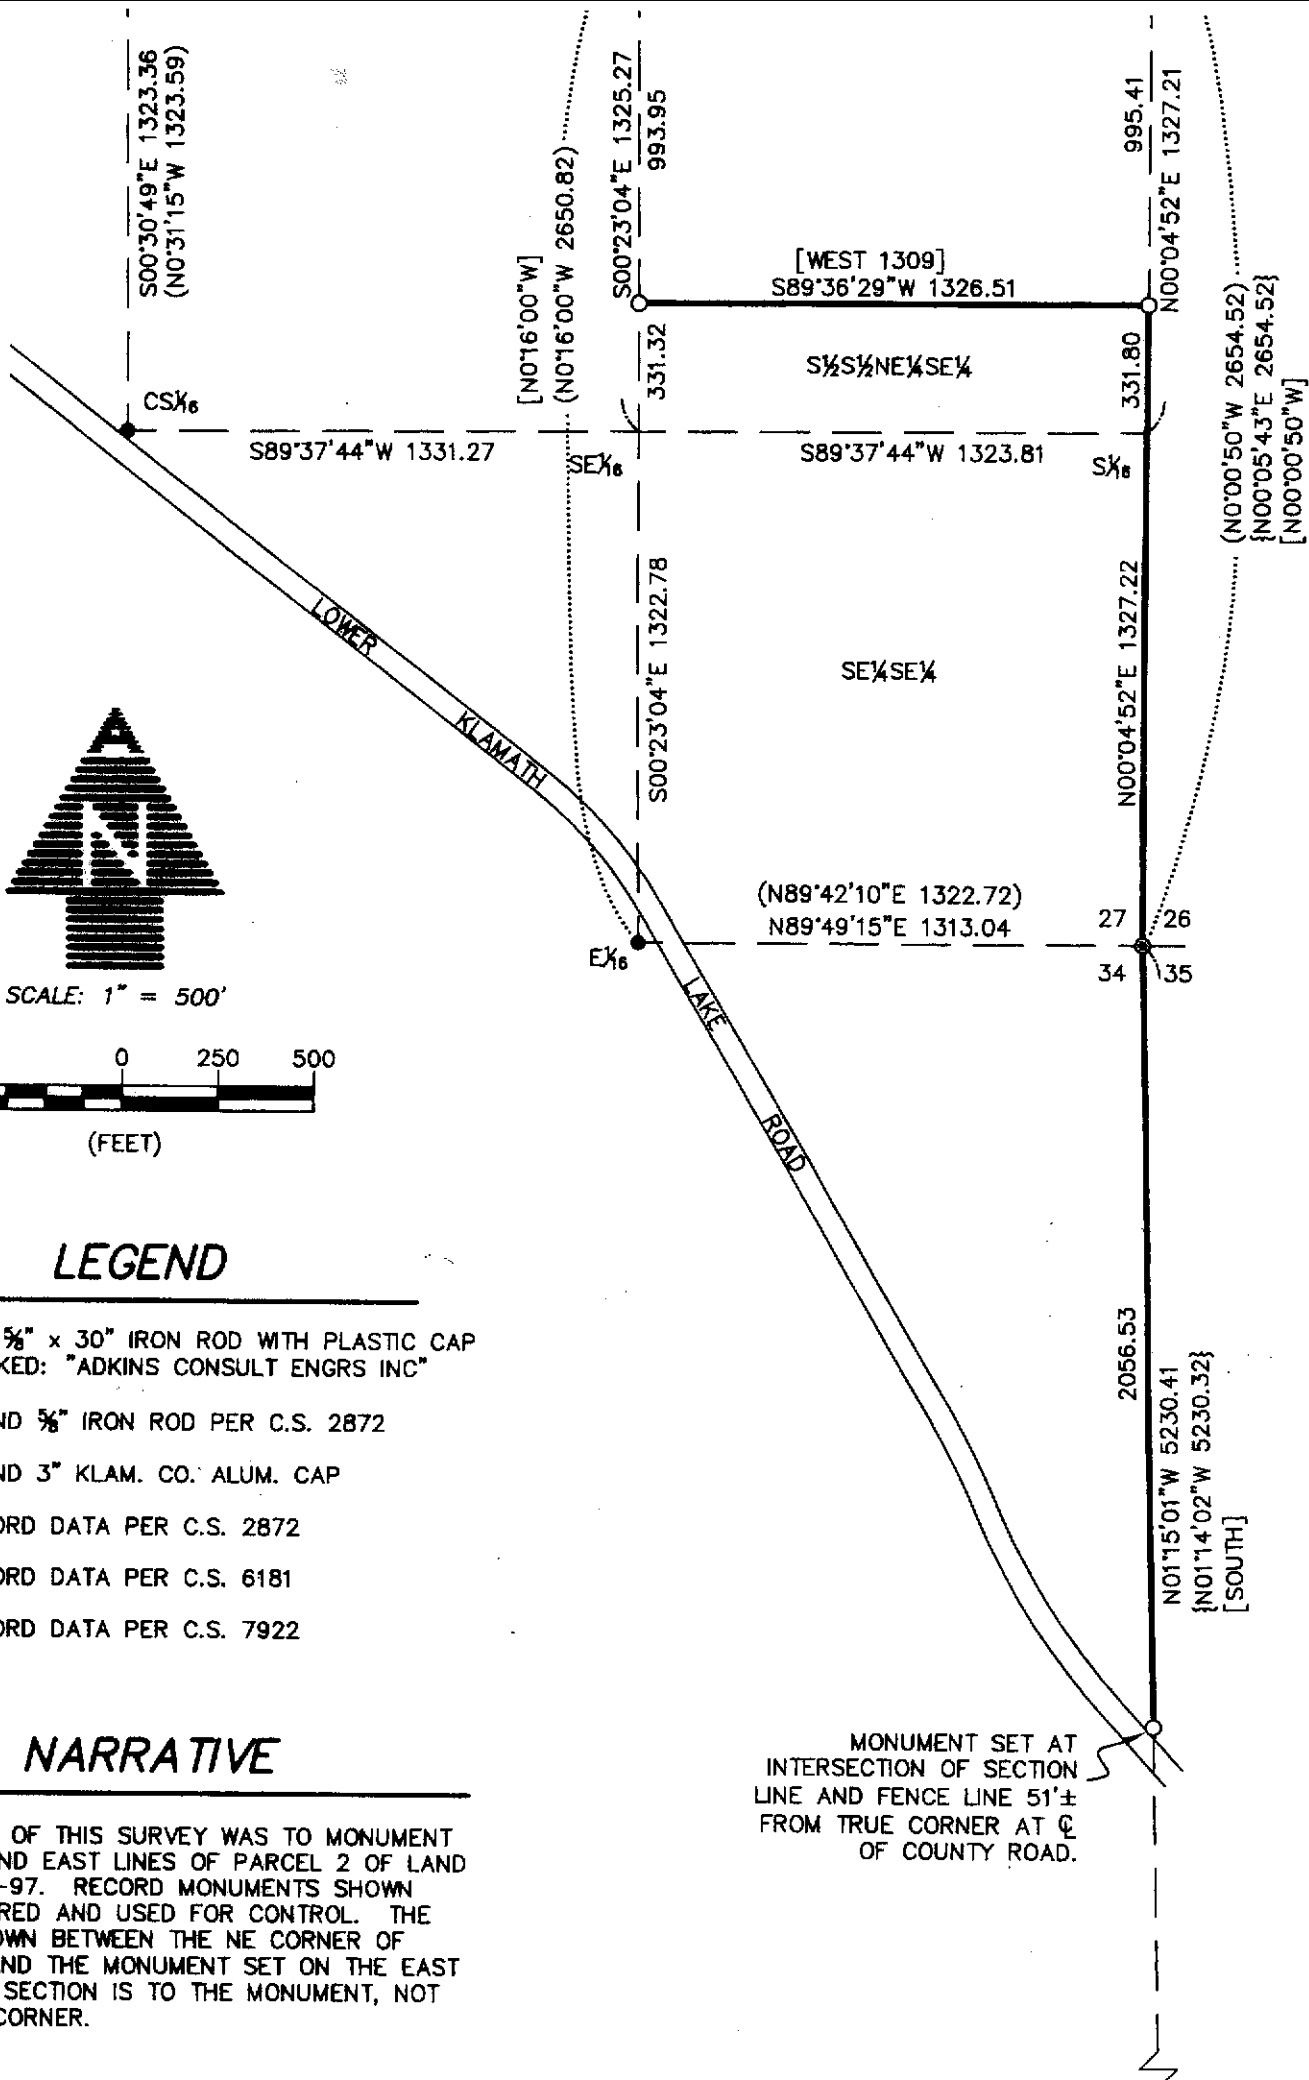 S00°30'49"E 1323.36
(N0°31'15"W 1323.59)
[N0°16'00"W]
(N0°16'00"W 2650.82)
S00°23'04"E 1325.27
993.95
995.41
N00°04'52"E 1327.21
[WEST 1309]
S89°36'29"W 1326.51
S½S½NE¼SE¼
331.32
331.80
(N0°00'50"W 2654.52)
{N00°05'43"E 2654.52}
[N00°00'50"W]
CS1/16
S89°37'44"W 1331.27
SE1/16
S89°37'44"W 1323.81
S1/16
LOWER
KLAMATH
S00°23'04"E 1322.78
SE¼SE¼
N00°04'52"E 1327.22
N
SCALE: 1" = 500'
0 250 500
(FEET)
(N89°42'10"E 1322.72)
N89°49'15"E 1313.04
E1/16
27 26
34 35
LAKE
ROAD
2056.53
N01°15'01"W 5230.41
{N01°14'02"W 5230.32}
[SOUTH]
LEGEND
⅝" x 30" IRON ROD WITH PLASTIC CAP
KED: "ADKINS CONSULT ENGRS INC"
ND ⅝" IRON ROD PER C.S. 2872
ND 3" KLAM. CO. ALUM. CAP
ORD DATA PER C.S. 2872
ORD DATA PER C.S. 6181
ORD DATA PER C.S. 7922
MONUMENT SET AT
INTERSECTION OF SECTION
LINE AND FENCE LINE 51'±
FROM TRUE CORNER AT ℄
OF COUNTY ROAD.
NARRATIVE
OF THIS SURVEY WAS TO MONUMENT
ND EAST LINES OF PARCEL 2 OF LAND
-97. RECORD MONUMENTS SHOWN
RED AND USED FOR CONTROL. THE
OWN BETWEEN THE NE CORNER OF
ND THE MONUMENT SET ON THE EAST
SECTION IS TO THE MONUMENT, NOT
CORNER.